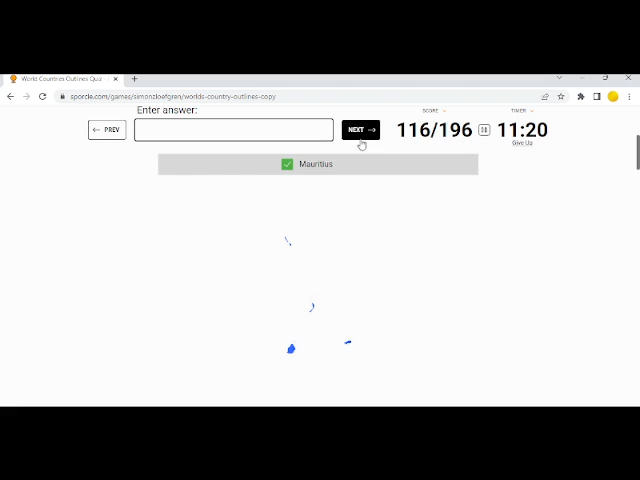 World Countries Outlines Quiz
sporcle.com/games/simonzloefgren/worlds-country-outlines-copy
Enter answer:
PREV
NEXT
SCORE
116/196
TIMER
11:20
Give Up
Mauritius